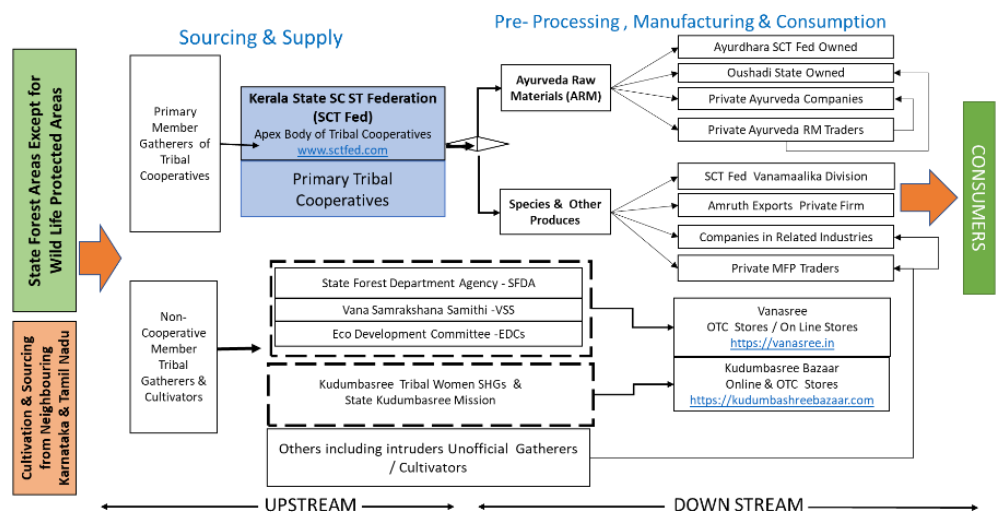 Sourcing & Supply
Pre- Processing , Manufacturing & Consumption
State Forest Areas Except for
Wild Life Protected Areas
Cultivation & Sourcing
from Neighbouring
Karnataka & Tamil Nadu
Primary
Member
Gatherers of
Tribal
Cooperatives
Kerala State SC ST Federation
(SCT Fed)
Apex Body of Tribal Cooperatives
www.sctfed.com
Primary Tribal
Cooperatives
Ayurveda Raw
Materials (ARM)
Ayurdhara SCT Fed Owned
Oushadi State Owned
Private Ayurveda Companies
Private Ayurveda RM Traders
Species & Other
Produces
SCT Fed Vanamaalika Division
Amruth Exports Private Firm
Companies in Related Industries
Private MFP Traders
CONSUMERS
Non-
Cooperative
Member
Tribal
Gatherers &
Cultivators
State Forest Department Agency - SFDA
Vana Samrakshana Samithi -VSS
Eco Development Committee -EDCs
Kudumbasree Tribal Women SHGs &
State Kudumbasree Mission
Others including intruders Unofficial Gatherers
/ Cultivators
Vanasree
OTC Stores / On Line Stores
https://vanasree.in
Kudumbasree Bazaar
Online & OTC Stores
https://kudumbashreebazaar.com
UPSTREAM
DOWN STREAM